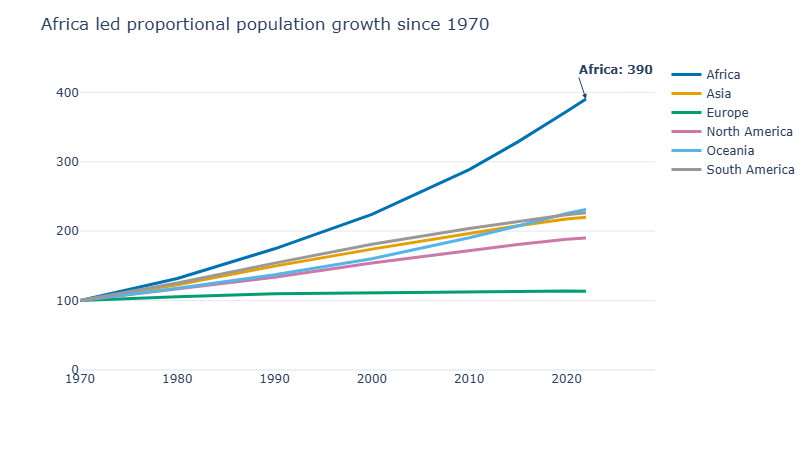 Africa led proportional population growth since 1970
Africa: 390
Africa
Asia
Europe
North America
Oceania
South America
400
300
200
100
0
1970 1980 1990 2000 2010 2020